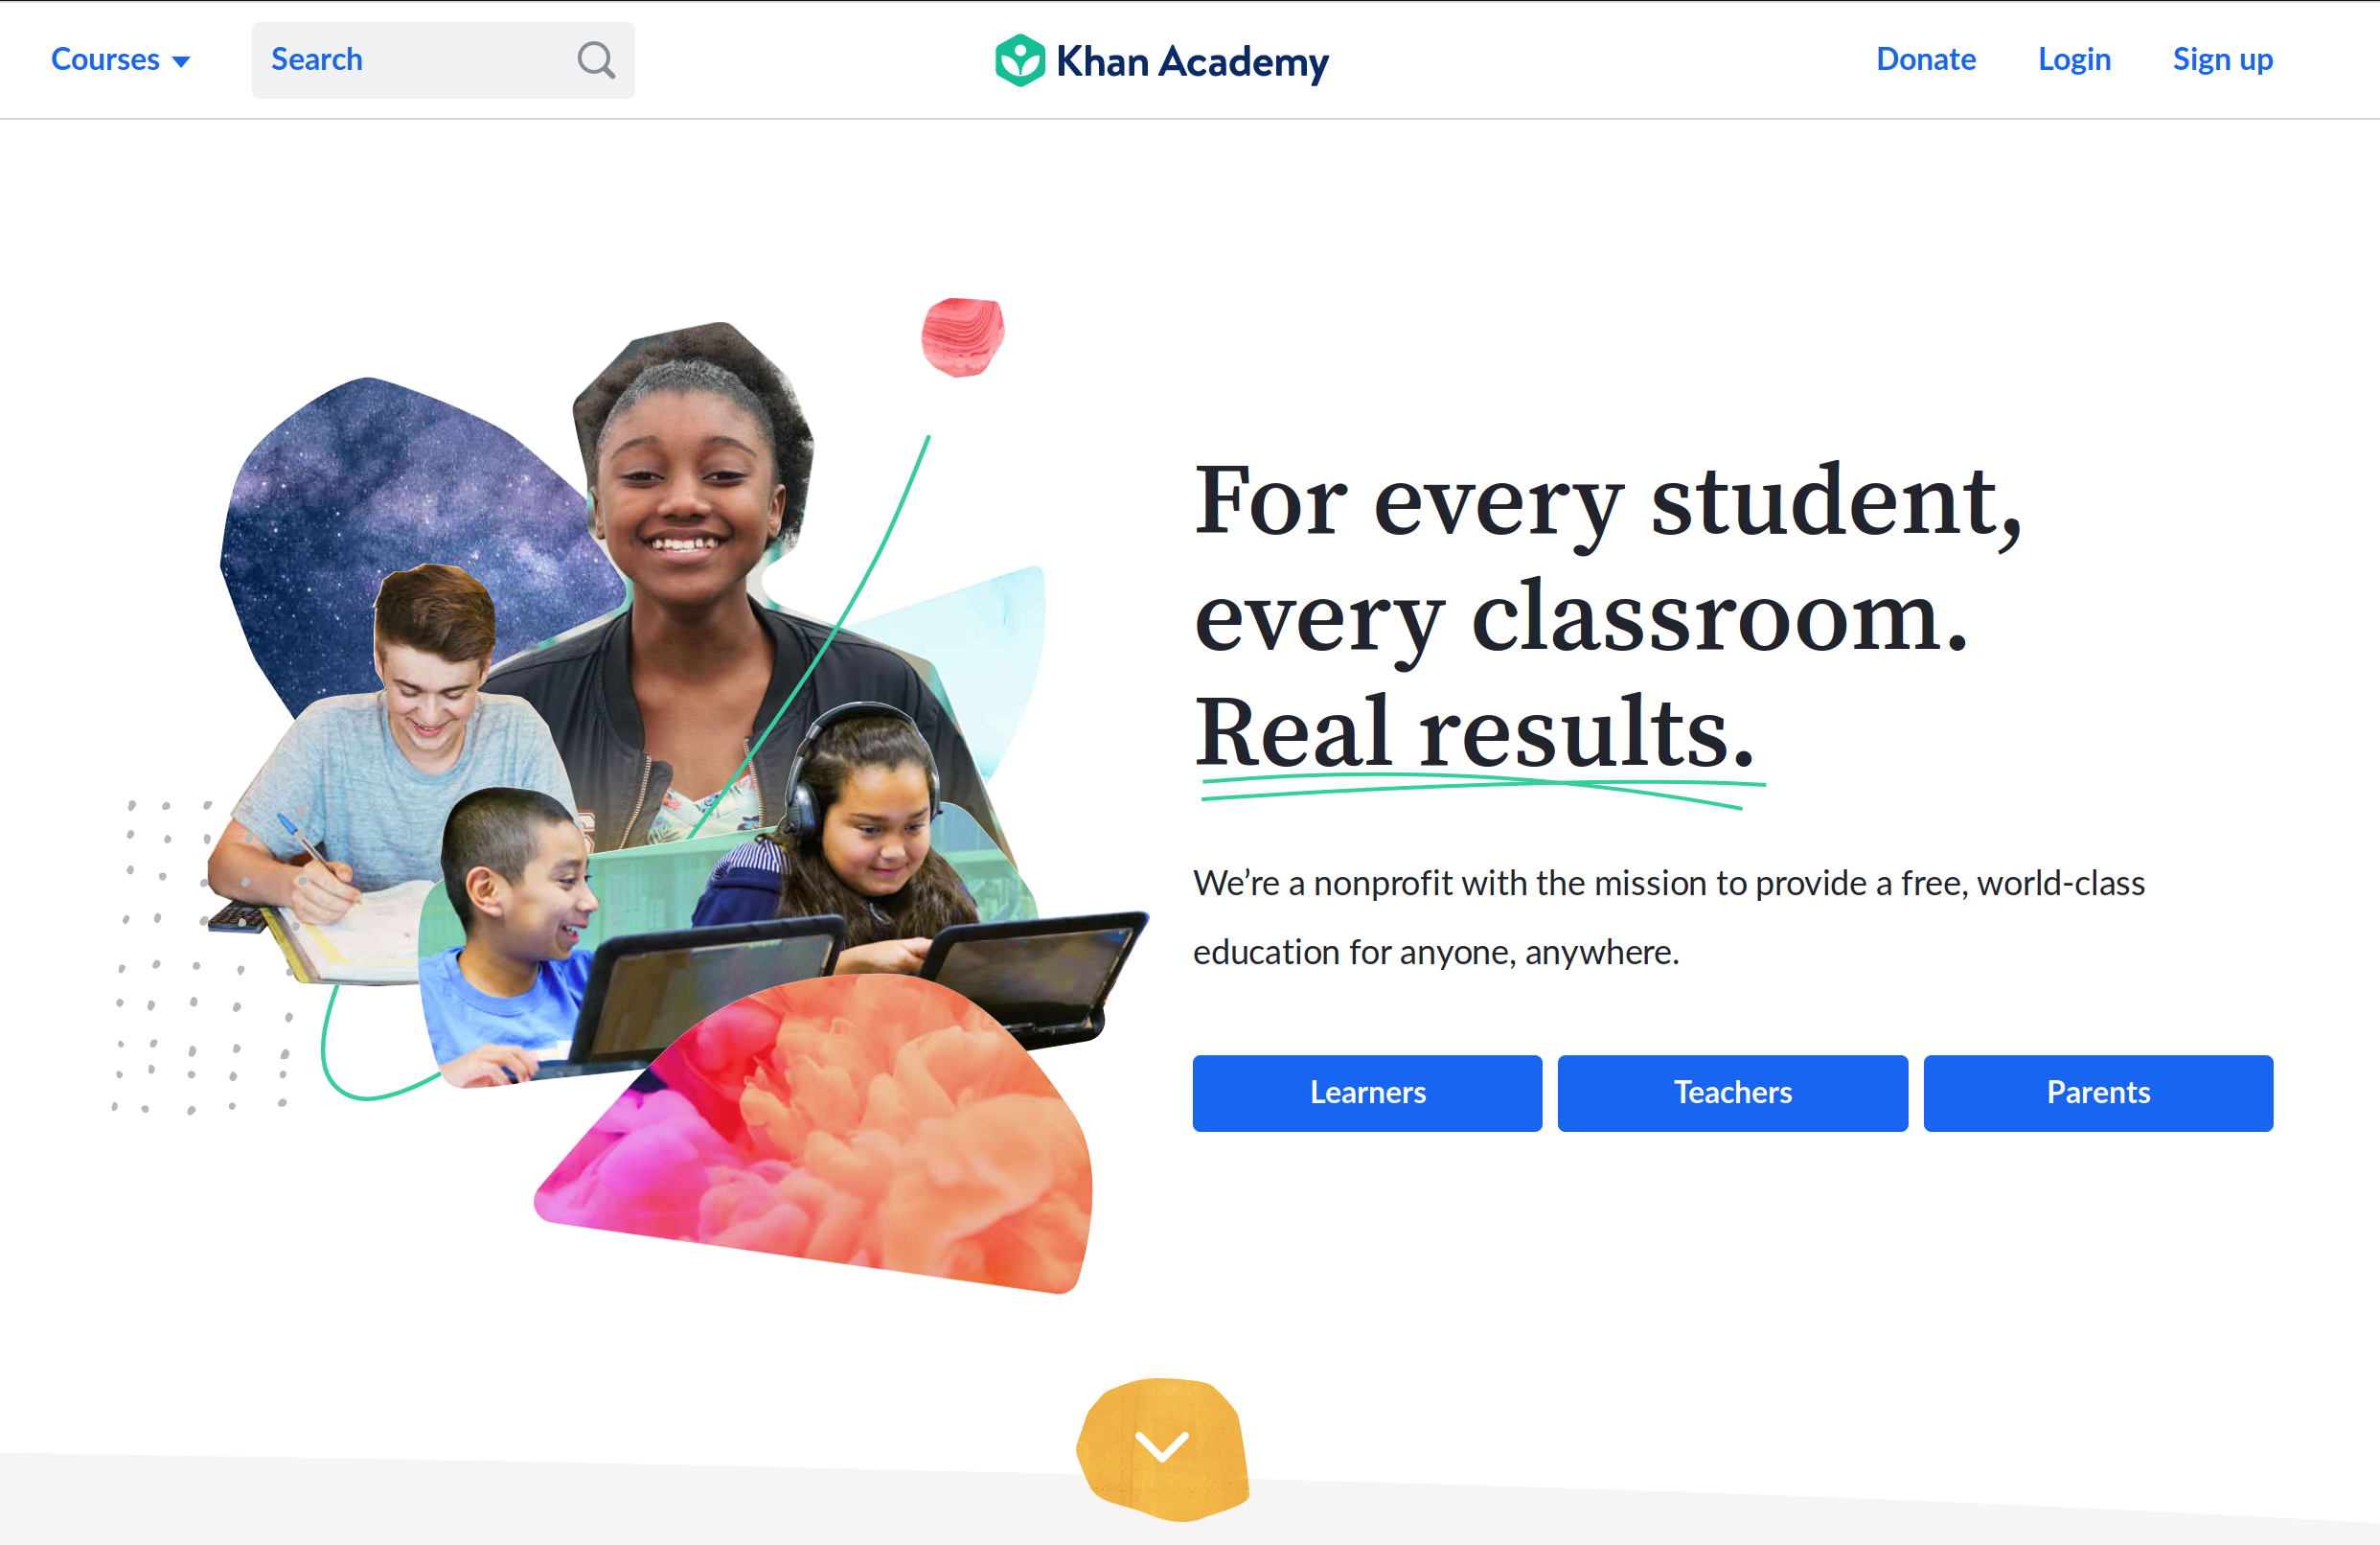 Courses
Search
Khan Academy
Donate
Login
Sign up
For every student,
every classroom.
Real results.
We’re a nonprofit with the mission to provide a free, world-class
education for anyone, anywhere.
Learners
Teachers
Parents